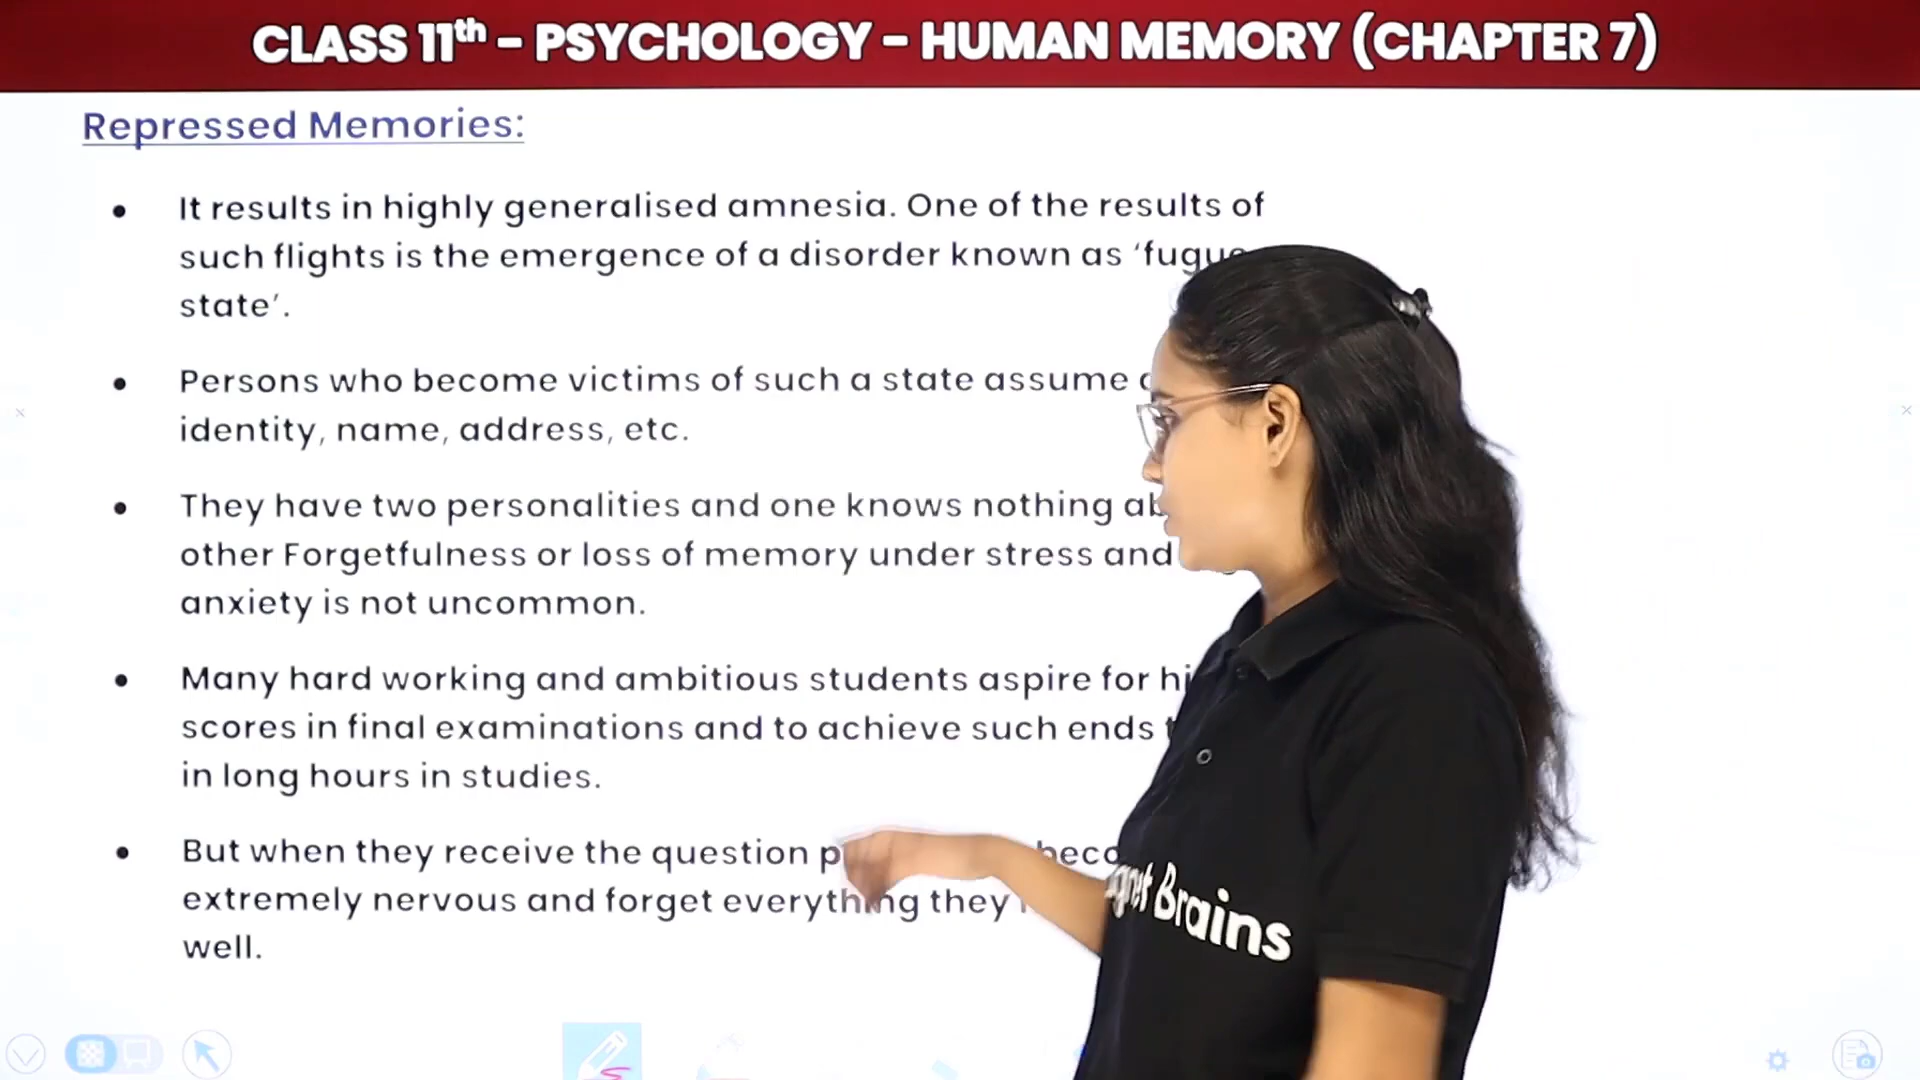 CLASS 11th - PSYCHOLOGY - HUMAN MEMORY (CHAPTER 7)
Repressed Memories:
• It results in highly generalised amnesia. One of the results of
such flights is the emergence of a disorder known as ‘fugue
state’.
• Persons who become victims of such a state assume
identity, name, address, etc.
• They have two personalities and one knows nothing
other Forgetfulness or loss of memory under stress and
anxiety is not uncommon.
• Many hard working and ambitious students aspire for
scores in final examinations and to achieve such ends
in long hours in studies.
• But when they receive the question
extremely nervous and forget everything they
well.
Brains